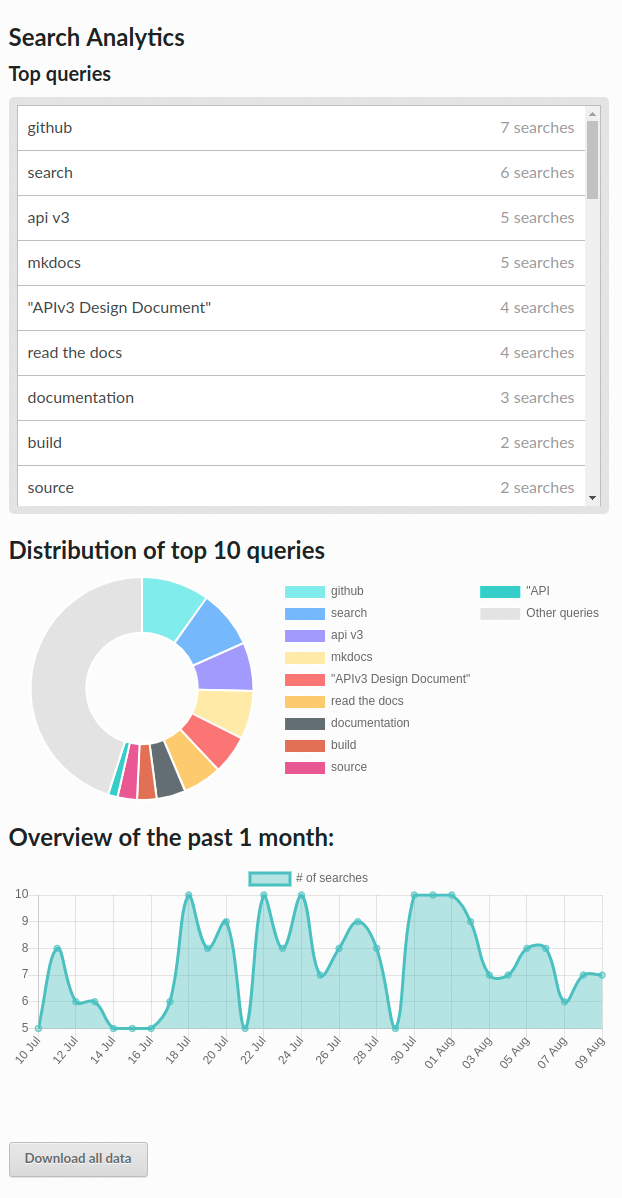 Search Analytics
Top queries
github 7 searches
search 6 searches
api v3 5 searches
mkdocs 5 searches
"APIv3 Design Document" 4 searches
read the docs 4 searches
documentation 3 searches
build 2 searches
source 2 searches
Distribution of top 10 queries
github
search
api v3
mkdocs
"APIv3 Design Document"
read the docs
documentation
build
source
"API
Other queries
Overview of the past 1 month:
# of searches
10
9
8
7
6
5
10 Jul 12 Jul 14 Jul 16 Jul 18 Jul 20 Jul 22 Jul 24 Jul 26 Jul 28 Jul 30 Jul 01 Aug 03 Aug 05 Aug 07 Aug 09 Aug
Download all data